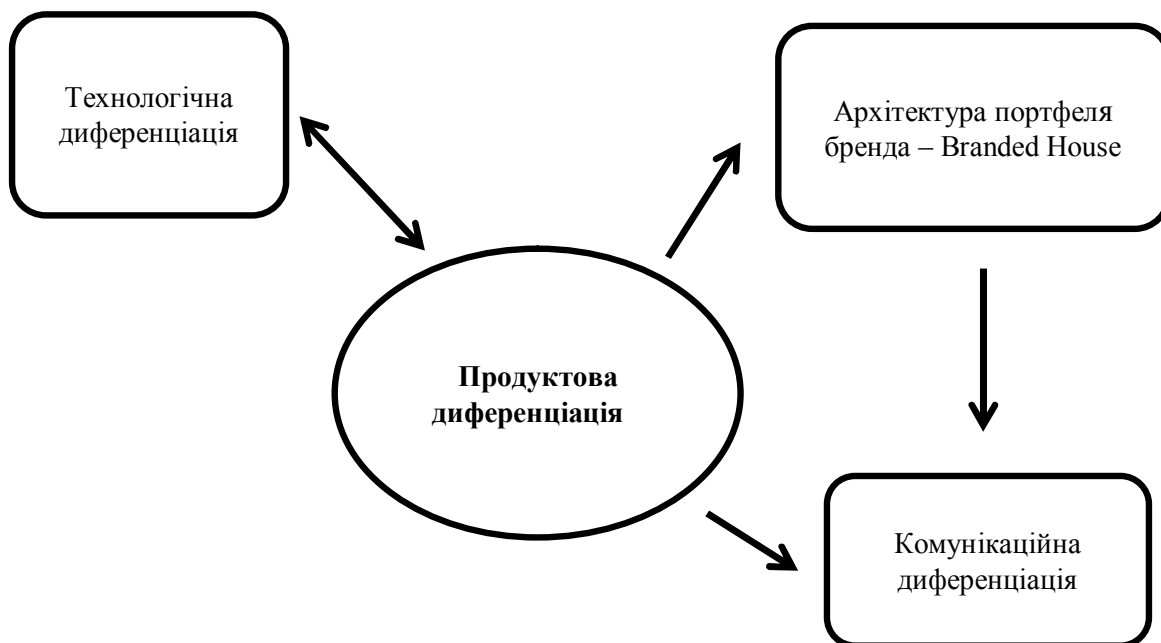 Технологічна
диференціація
Архітектура портфеля
бренда – Branded House
Продуктова
диференціація
Комунікаційна
диференціація